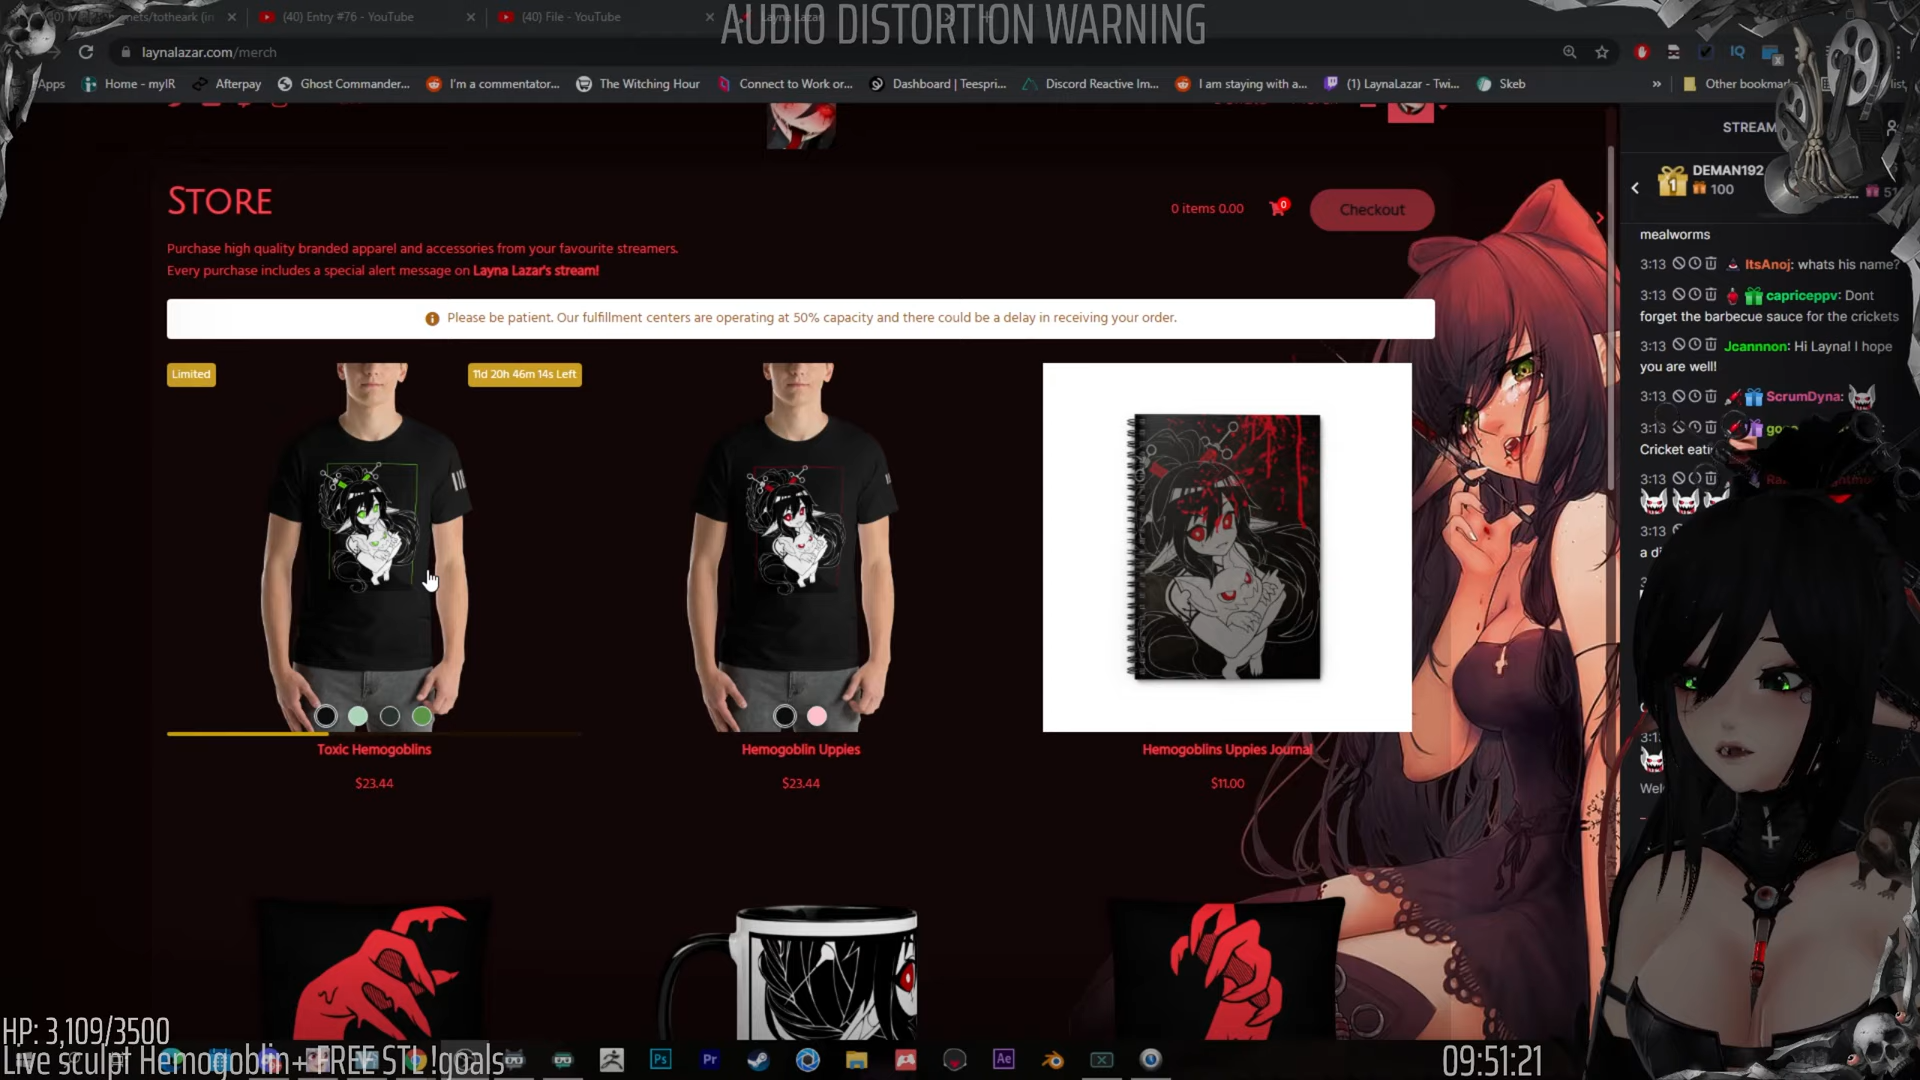 AUDIO DISTORTION WARNING
(40) Entry #76 - YouTube
(40) File - YouTube
laynalazar.com/merch
Apps
Home - myIR
Afterpay
Ghost Commander...
I'm a commentator...
The Witching Hour
Connect to Work or...
Dashboard | Teespri...
Discord Reactive Im...
I am staying with a...
(1) LaynaLazar - Twi...
Skeb
»
Other bookmar
STREAM
DEMAN192
100
STORE
0 items 0.00
0
Checkout
Purchase high quality branded apparel and accessories from your favourite streamers.
Every purchase includes a special alert message on Layna Lazar's stream!
Please be patient. Our fulfillment centers are operating at 50% capacity and there could be a delay in receiving your order.
Limited
11d 20h 46m 14s Left
Toxic Hemogoblins
$23.44
Hemogoblin Uppies
$23.44
Hemogoblins Uppies Journal
$11.00
mealworms
3:13 ItsAnoj: whats his name?
3:13 capriceppv: Dont
forget the barbecue sauce for the crickets
3:13 Jcannnon: Hi Layna! I hope
you are well!
3:13 ScrumDyna:
3:13
Cricket eati
3:13
3:13
a di
HP: 3,109/3500
Live sculpt Hemogoblin + FREE STL !goals
09:51:21